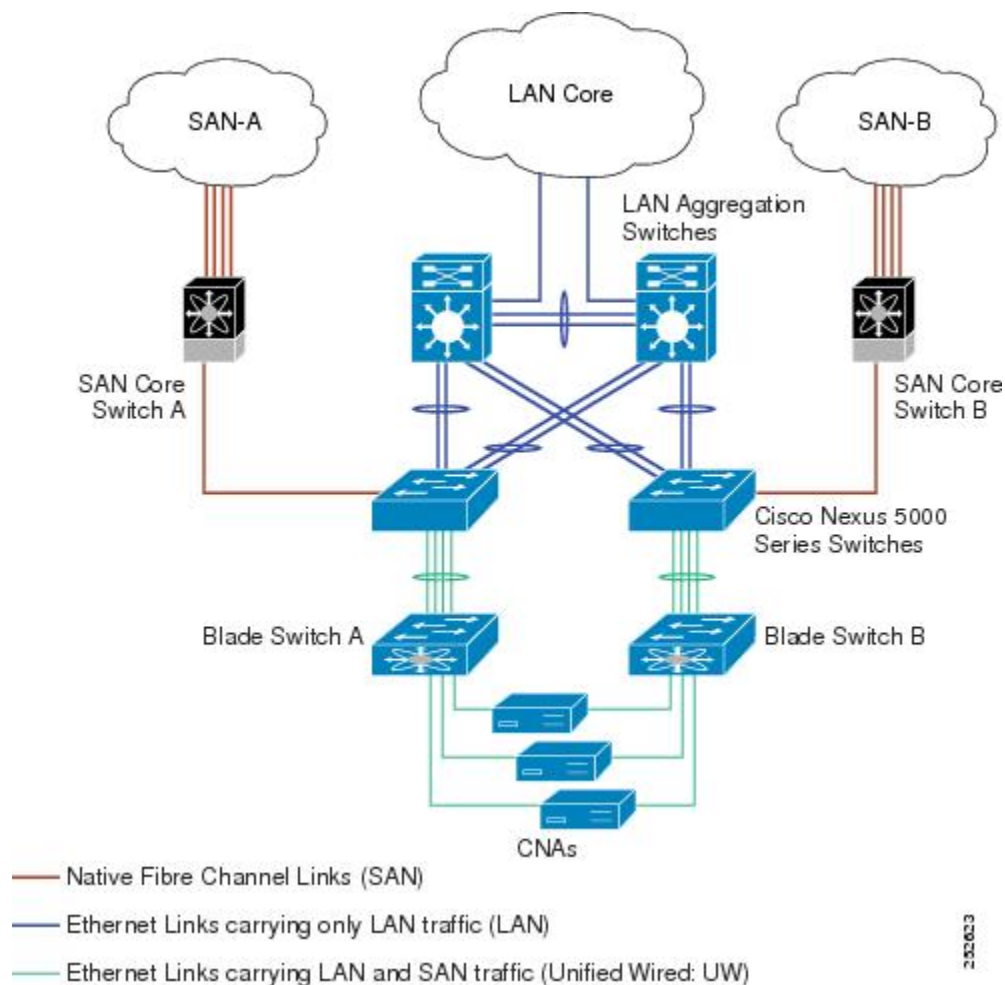 SAN-A
LAN Core
SAN-B
LAN Aggregation
Switches
SAN Core
Switch A
SAN Core
Switch B
Cisco Nexus 5000
Series Switches
Blade Switch A
Blade Switch B
CNAs
Native Fibre Channel Links (SAN)
Ethernet Links carrying only LAN traffic (LAN)
Ethernet Links carrying LAN and SAN traffic (Unified Wired: UW)
252623